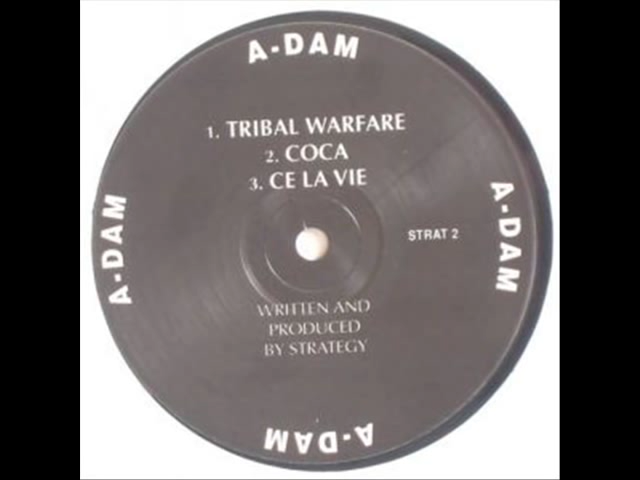 A-DAM
1. TRIBAL WARFARE
2. COCA
3. CE LA VIE
A-DAM
STRAT 2
A-DAM
WRITTEN AND
PRODUCED
BY STRATEGY
A-DAM